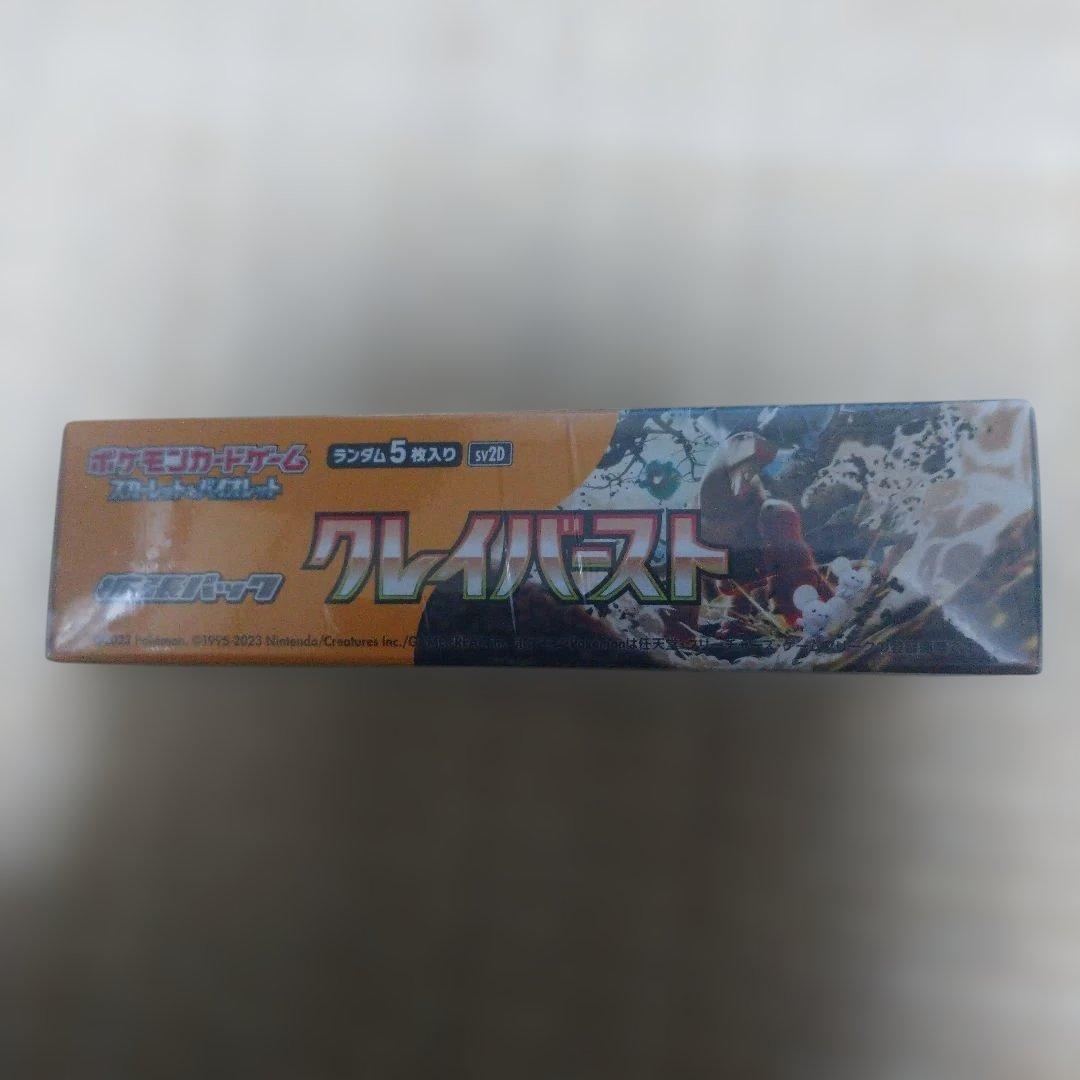 ポケモンカードゲーム
スカーレット&バイオレット
ランダム5枚入り
SV2D
拡張パック
クレイバースト
©2023 Pokémon. ©1995-2023 Nintendo/Creatures Inc./GAME FREAK inc.